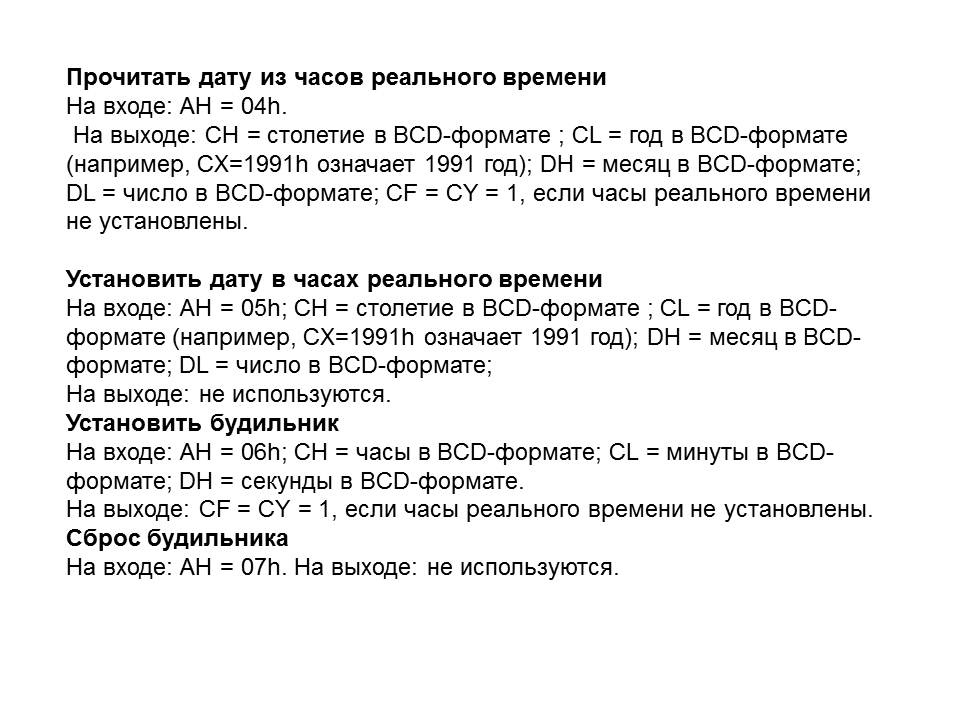 Прочитать дату из часов реального времени
На входе: AH = 04h.
На выходе: CH = столетие в BCD-формате ; CL = год в BCD-формате
(например, CX=1991h означает 1991 год); DH = месяц в BCD-формате;
DL = число в BCD-формате; CF = CY = 1, если часы реального времени
не установлены.
Установить дату в часах реального времени
На входе: AH = 05h; CH = столетие в BCD-формате ; CL = год в BCD-
формате (например, CX=1991h означает 1991 год); DH = месяц в BCD-
формате; DL = число в BCD-формате;
На выходе: не используются.
Установить будильник
На входе: AH = 06h; CH = часы в BCD-формате; CL = минуты в BCD-
формате; DH = секунды в BCD-формате.
На выходе: CF = CY = 1, если часы реального времени не установлены.
Сброс будильника
На входе: AH = 07h. На выходе: не используются.